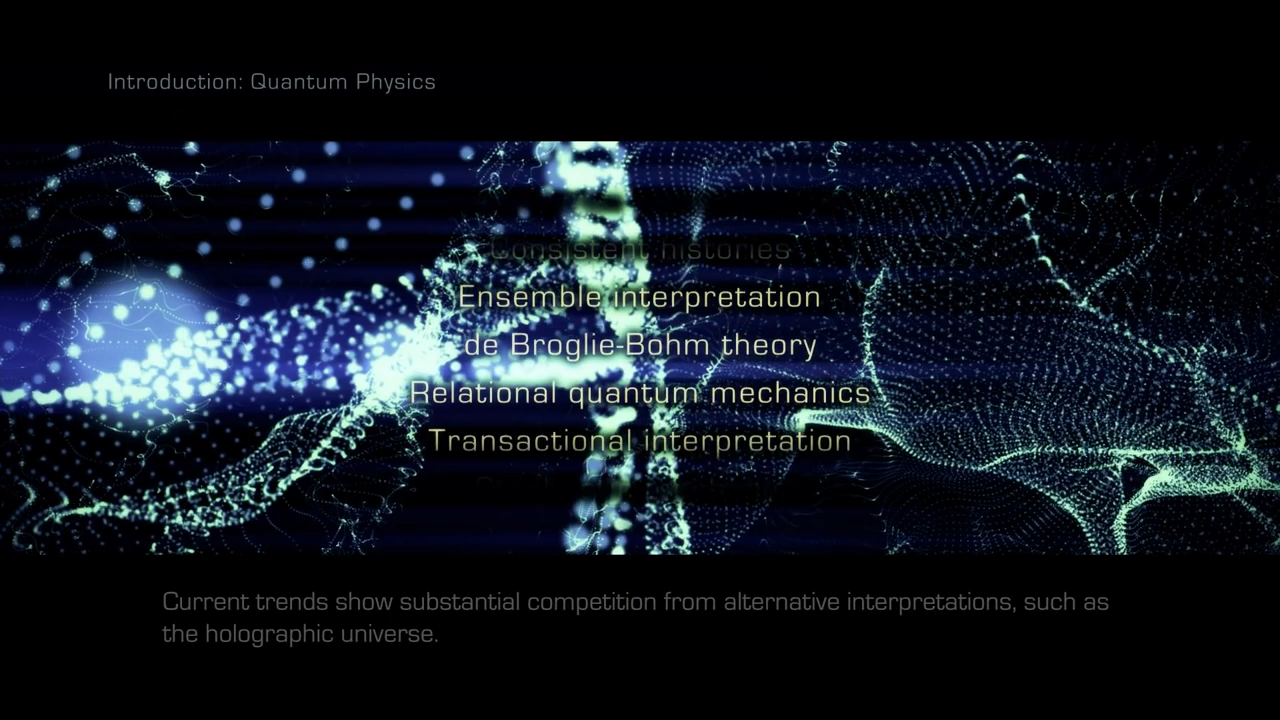 Introduction: Quantum Physics
Consistent histories
Ensemble interpretation
de Broglie-Bohm theory
Relational quantum mechanics
Transactional interpretation
Current trends show substantial competition from alternative interpretations, such as
the holographic universe.